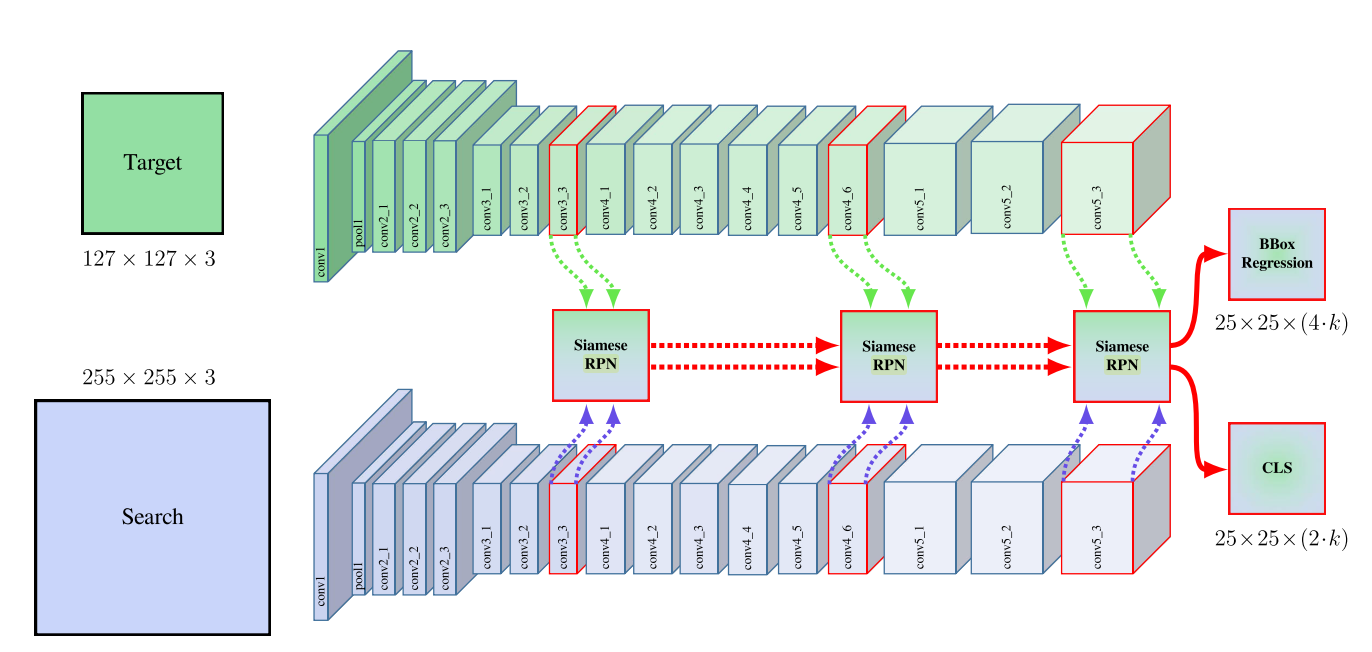 Target
127 × 127 × 3
conv1
pool1
conv2_1
conv2_2
conv2_3
conv3_1
conv3_2
conv3_3
conv4_1
conv4_2
conv4_3
conv4_4
conv4_5
conv4_6
conv5_1
conv5_2
conv5_3
BBox
Regression
25×25×(4·k)
Siamese
RPN
Siamese
RPN
Siamese
RPN
255 × 255 × 3
Search
conv1
pool1
conv2_1
conv2_2
conv2_3
conv3_1
conv3_2
conv3_3
conv4_1
conv4_2
conv4_3
conv4_4
conv4_5
conv4_6
conv5_1
conv5_2
conv5_3
CLS
25×25×(2·k)